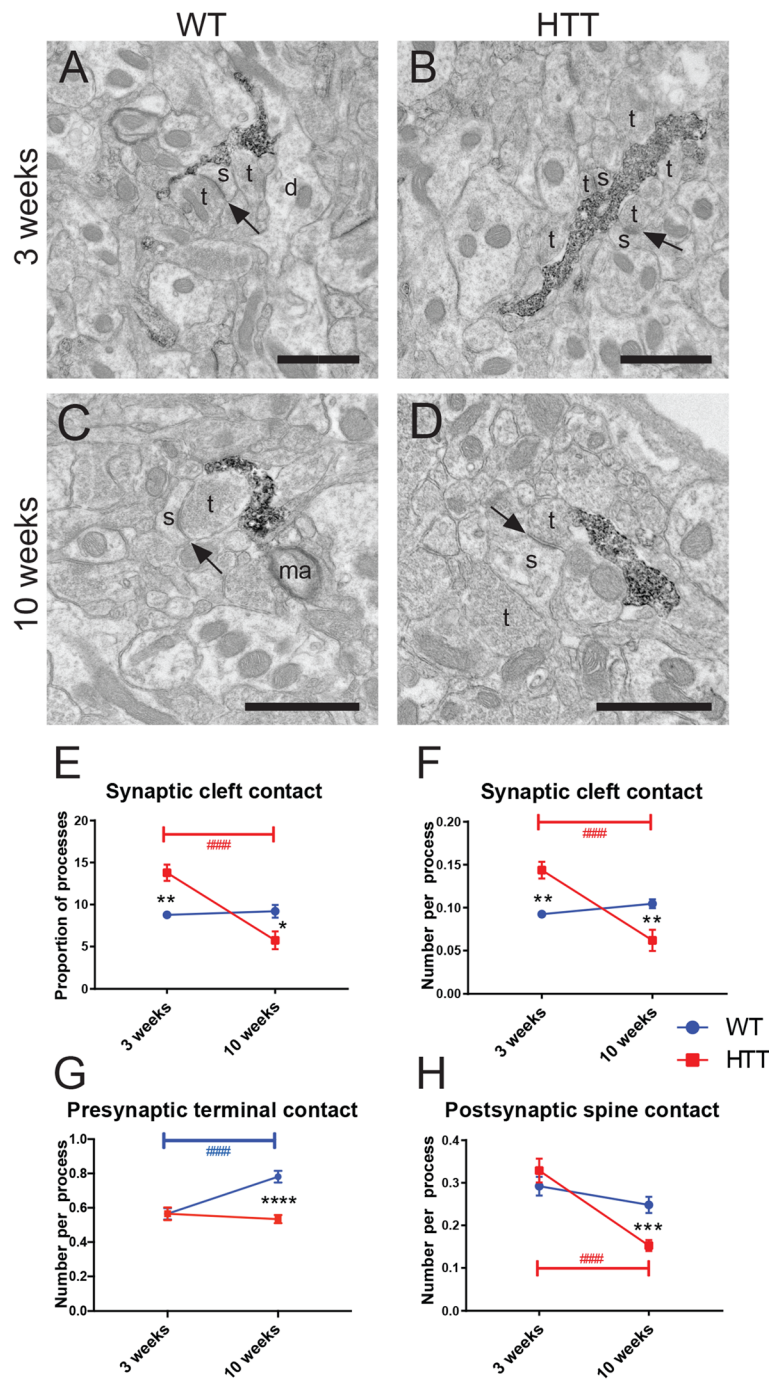 WT HTT
3 weeks
A
s
t
t
d
B
t
t
s
t
t
t
s
10 weeks
C
t
s
ma
D
t
s
t
E
Synaptic cleft contact
Proportion of processes
20
15
10
5
0
####
**
*
3 weeks
10 weeks
F
Synaptic cleft contact
Number per process
0.20
0.15
0.10
0.05
0.00
####
**
**
3 weeks
10 weeks
WT
HTT
G
Presynaptic terminal contact
Number per process
1.0
0.8
0.6
0.4
0.2
0.0
####
****
3 weeks
10 weeks
H
Postsynaptic spine contact
Number per process
0.4
0.3
0.2
0.1
0.0
***
####
3 weeks
10 weeks